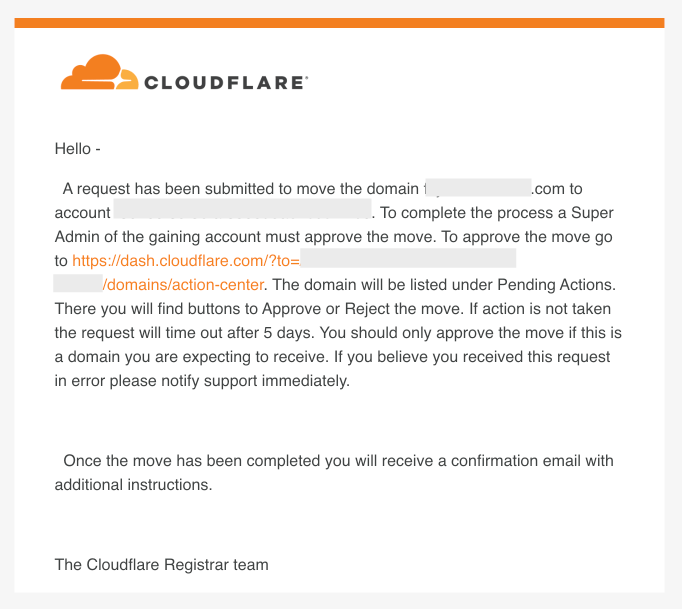 CLOUDFLARE
Hello -
A request has been submitted to move the domain .com to
account . To complete the process a Super
Admin of the gaining account must approve the move. To approve the move go
to https://dash.cloudflare.com/?to=
/domains/action-center. The domain will be listed under Pending Actions.
There you will find buttons to Approve or Reject the move. If action is not taken
the request will time out after 5 days. You should only approve the move if this is
a domain you are expecting to receive. If you believe you received this request
in error please notify support immediately.
Once the move has been completed you will receive a confirmation email with
additional instructions.
The Cloudflare Registrar team